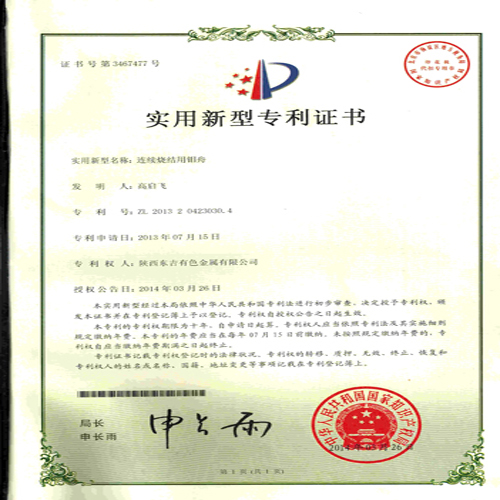 证书号第3467477号
实用新型专利证书
实用新型名称：连续烧结用钼舟
发明人：高启飞
专利号：ZL 2013 2 0423030.4
专利申请日：2013年07月15日
专利权人：陕西东吉有色金属有限公司
授权公告日：2014年03月26日
本实用新型经过本局依照中华人民共和国专利法进行初步审查，决定授予专利权，颁
发本证书并在专利登记簿上予以登记。专利权自授权公告之日起生效。
本专利的专利权期限为十年，自申请日起算。专利权人应当依照专利法及其实施细则
规定缴纳年费。本专利的年费应当在每年07月15日前缴纳。未按照规定缴纳年费的，专
利权自应当缴纳年费期满之日起终止。
专利证书记载专利权登记时的法律状况。专利权的转移、质押、无效、终止、恢复和
专利权人的姓名或名称、国籍、地址变更等事项记载在专利登记簿上。
局长
申长雨
申长雨
中华人民共和国国家知识产权局
2014年03月26日
第1页(共1页)